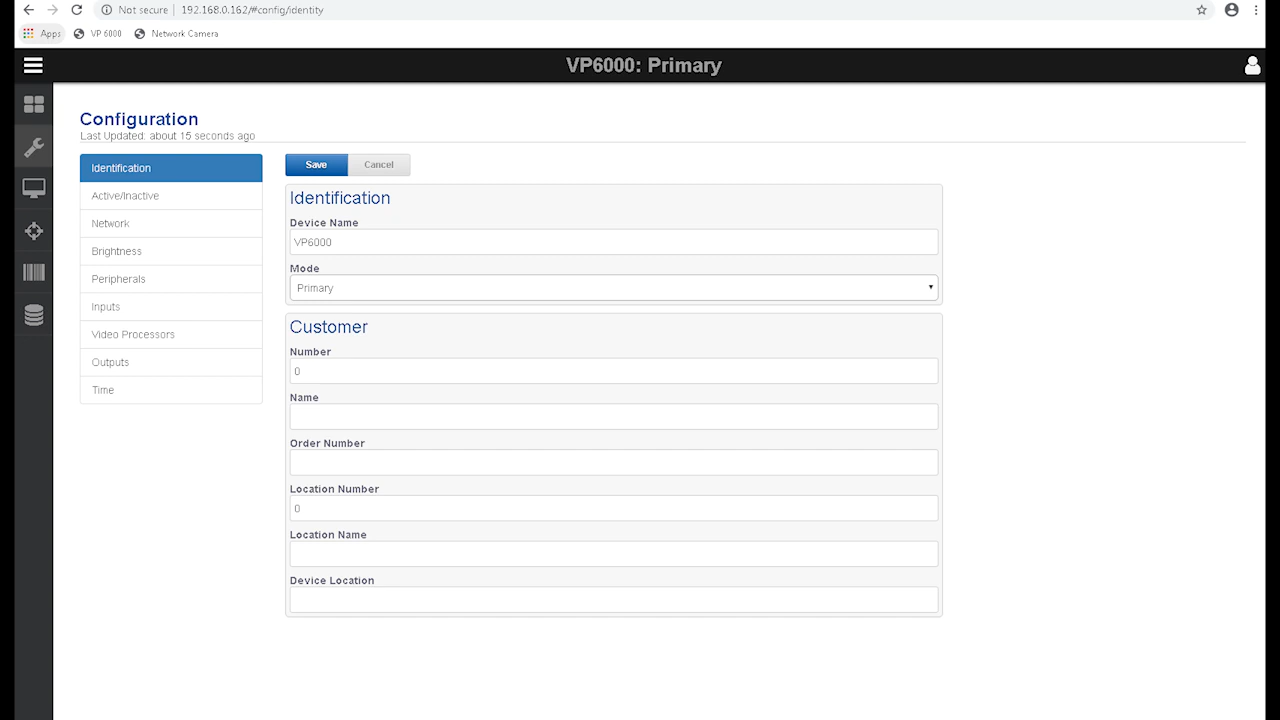 Not secure | 192.168.0.162/#config/identity
Apps VP 6000 Network Camera
VP6000: Primary
Configuration
Last Updated: about 15 seconds ago
Identification
Active/Inactive
Network
Brightness
Peripherals
Inputs
Video Processors
Outputs
Time
Save Cancel
Identification
Device Name
VP6000
Mode
Primary
Customer
Number
0
Name
Order Number
Location Number
0
Location Name
Device Location